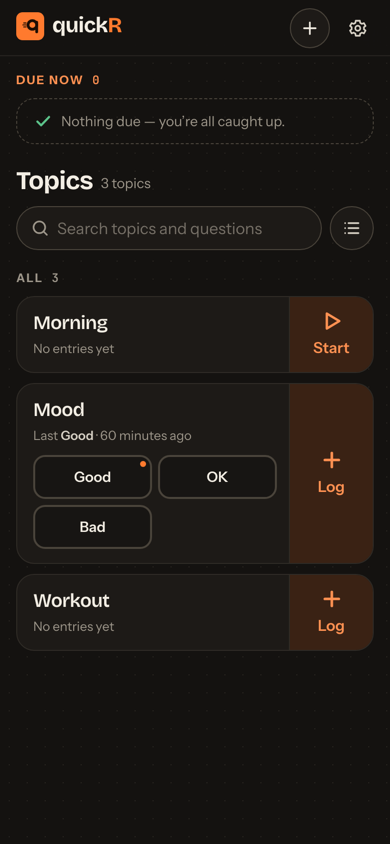 quickR
DUE NOW 0
Nothing due — you’re all caught up.
Topics 3 topics
Search topics and questions
ALL 3
Morning
No entries yet
Start
Mood
Last Good · 60 minutes ago
Good
OK
Bad
Log
Workout
No entries yet
Log